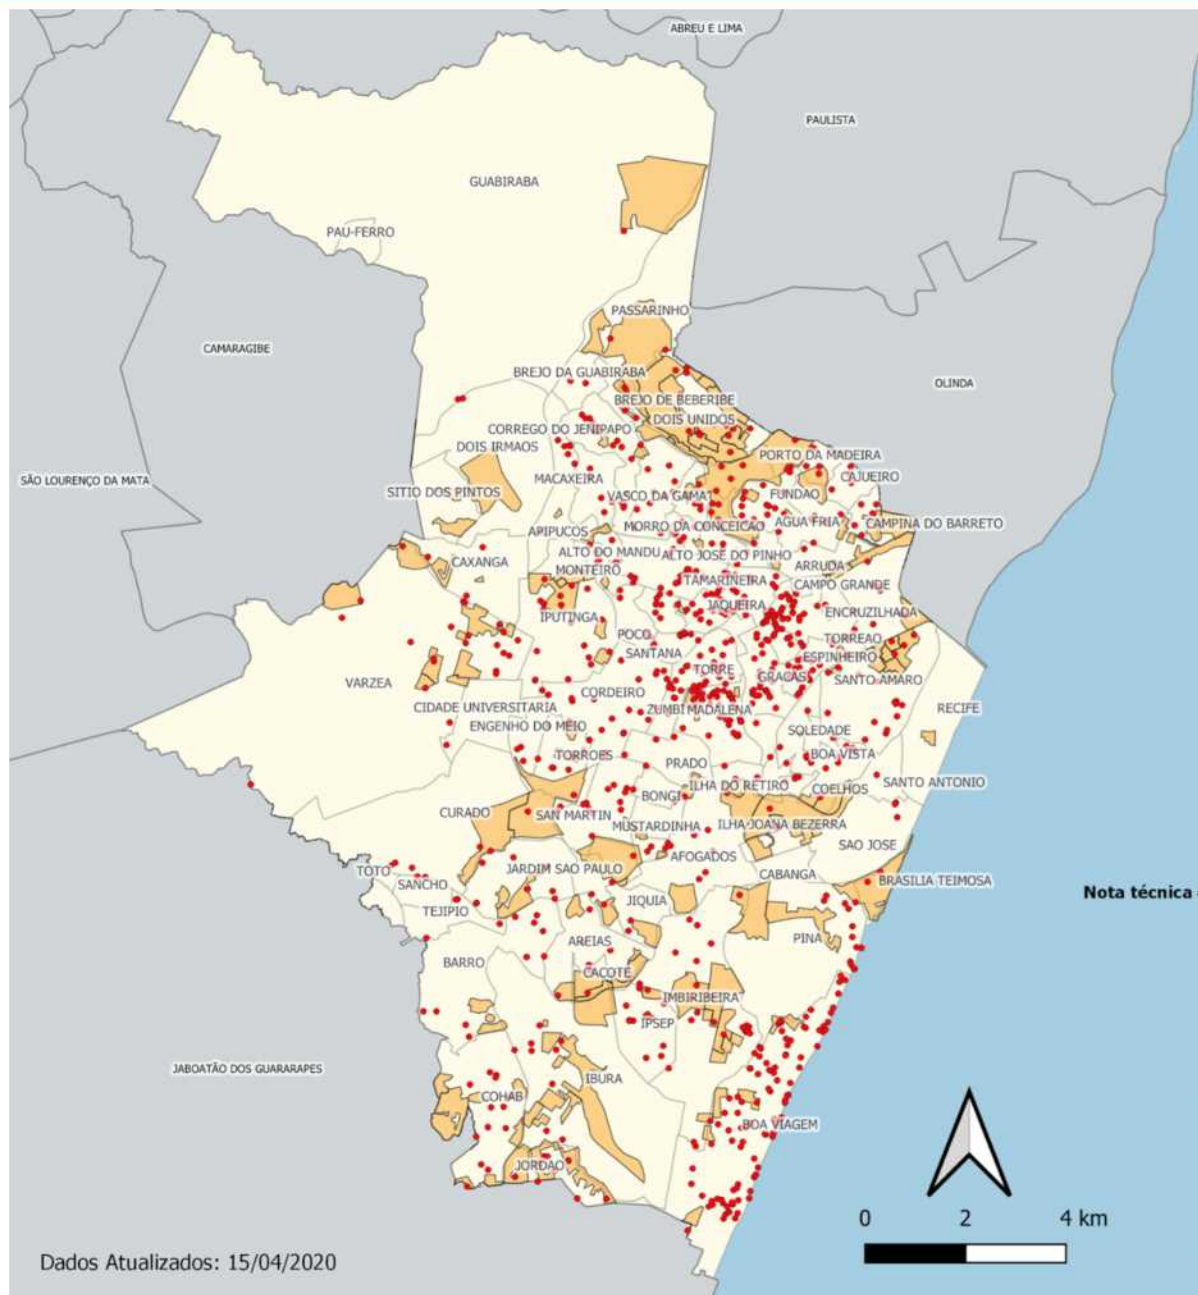 ABREU E LIMA
PAULISTA
GUABIRABA
PAU-FERRO
PASSARINHO
CAMARAGIBE
BREJO DA GUABIRABA
OLINDA
BREJO DE BEBERIBE
DOIS UNIDOS
CORREGO DO JENIPAPO
DOIS IRMAOS
PORTO DA MADEIRA
CAJUEIRO
SÃO LOURENÇO DA MATA
MACAXEIRA
SITIO DOS PINTOS
VASCO DA GAMA
FUNDAO
APIPUCOS
MORRO DA CONCEICAO
AGUA FRIA
CAMPINA DO BARRETO
ALTO DO MANDU
ALTO JOSE DO PINHO
CAXANGA
MONTEIRO
ARRUDA
TAMARINEIRA
CAMPO GRANDE
JAQUEIRA
IPUTINGA
ENCRUZILHADA
POCO
TORREAO
SANTANA
ESPINHEIRO
TORRE
GRACAS
SANTO AMARO
VARZEA
CORDEIRO
CIDADE UNIVERSITARIA
ZUMBI
MADALENA
RECIFE
ENGENHO DO MEIO
SOLEDADE
TORROES
BOA VISTA
PRADO
ILHA DO RETIRO
COELHOS
SANTO ANTONIO
BONGI
CURADO
SAN MARTIN
MUSTARDINHA
ILHA JOANA BEZERRA
SAO JOSE
AFOGADOS
TOTO
JARDIM SAO PAULO
CABANGA
SANCHO
BRASILIA TEIMOSA
Nota técnica
TEJIPIO
JIQUIA
AREIAS
PINA
BARRO
CACOTE
IMBIRIBEIRA
IPSEP
JABOATÃO DOS GUARARAPES
IBURA
COHAB
BOA VIAGEM
JORDAO
0 2 4 km
Dados Atualizados: 15/04/2020